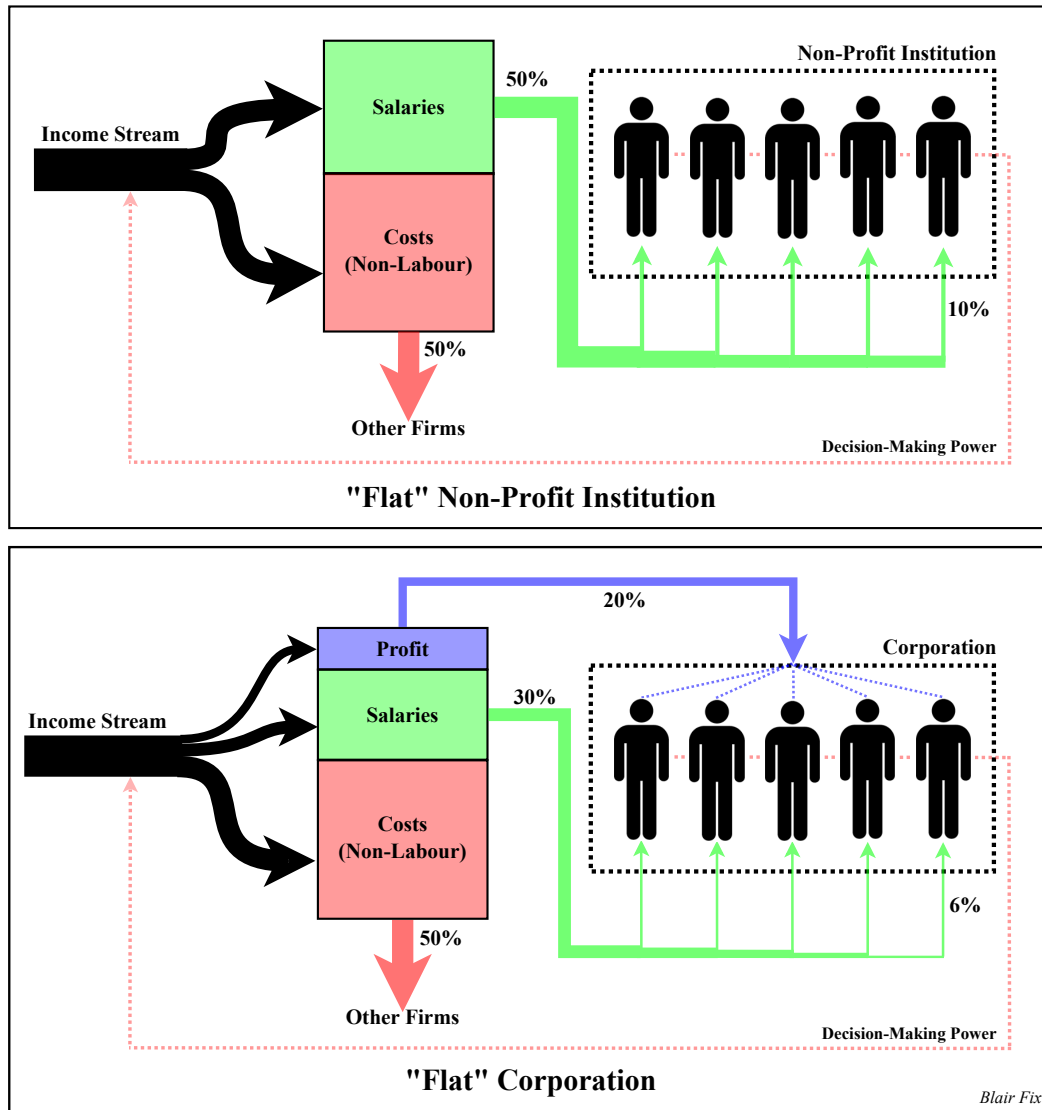 Non-Profit Institution
50%
Salaries
Income Stream
Costs
(Non-Labour)
10%
50%
Other Firms
Decision-Making Power
"Flat" Non-Profit Institution
20%
Profit
Corporation
30%
Salaries
Income Stream
Costs
(Non-Labour)
6%
50%
Other Firms
Decision-Making Power
"Flat" Corporation
Blair Fix